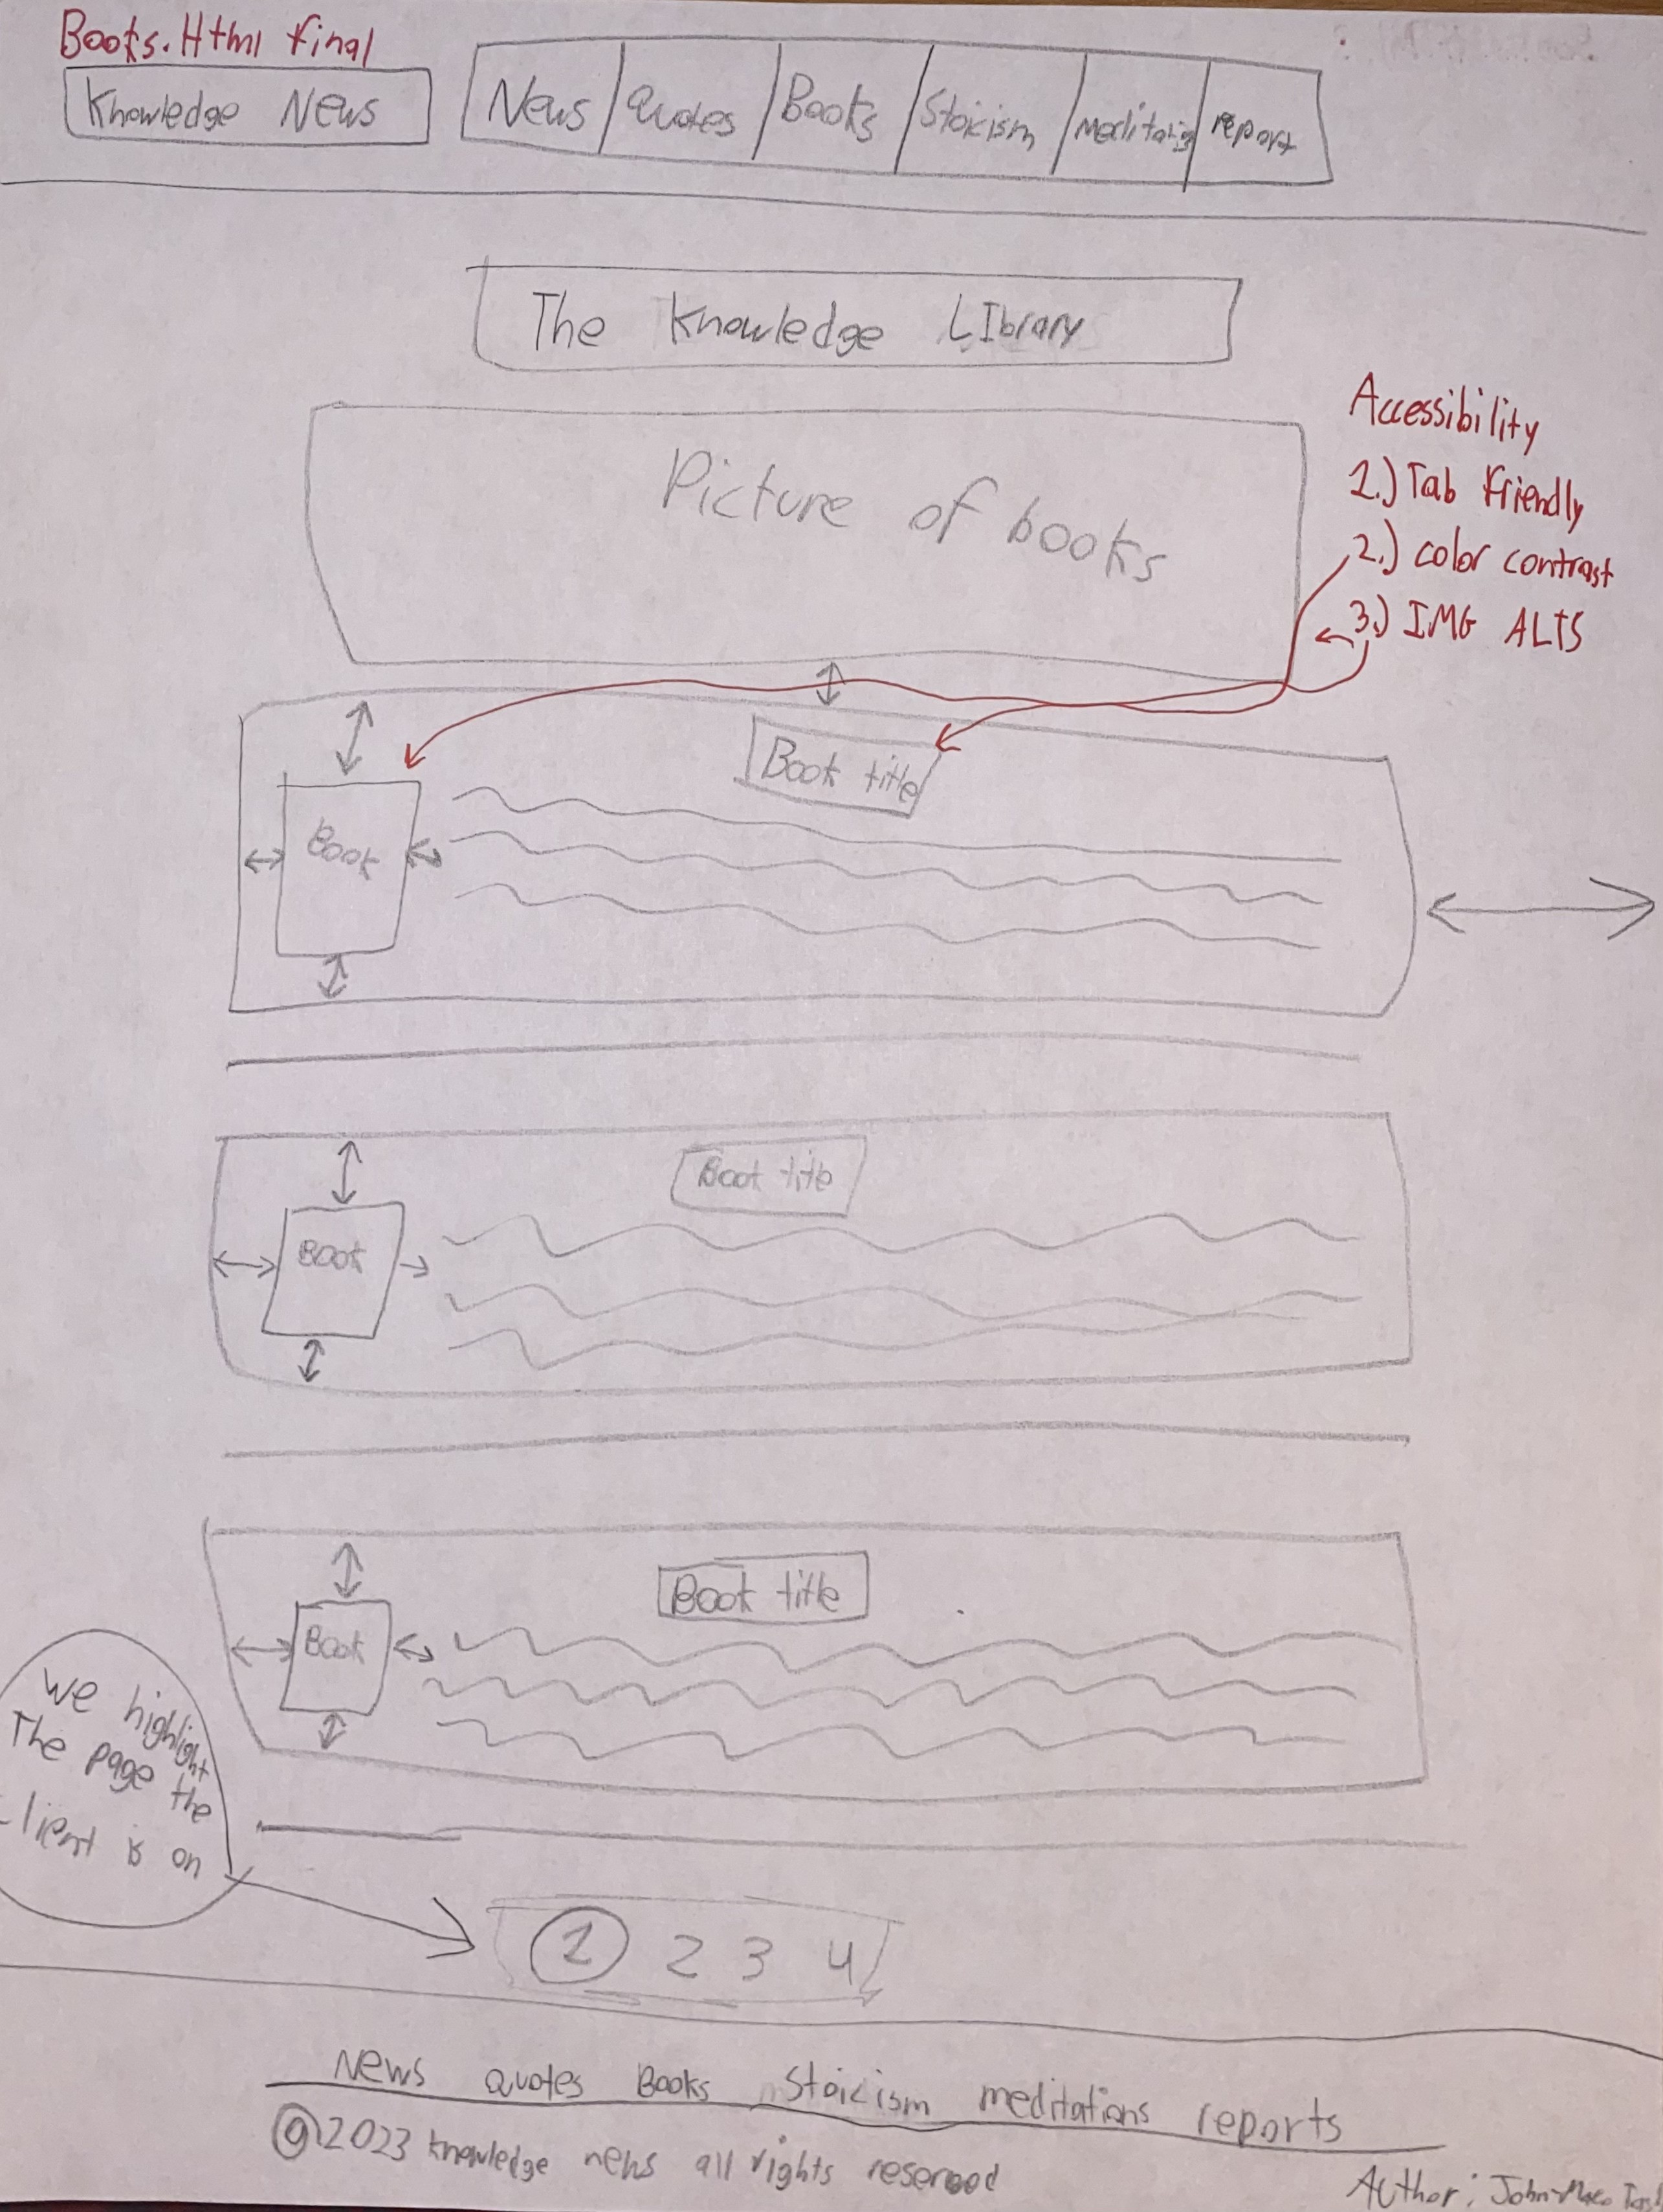 Books.Html final
Knowledge News
News Quotes Books Stoicism Meditatoins report
The Knowledge LIbrary
Picture of books
Accessibility
1.) Tab Friendly
2.) color contrast
3.) IMG ALTS
Book title
Book
Book title
Book
Book title
Book
we highlight
The page the
client is on
1 2 3 4
News quotes Books Stoicism meditations reports
©2023 knowledge news all rights reserved
Author: John-Marc